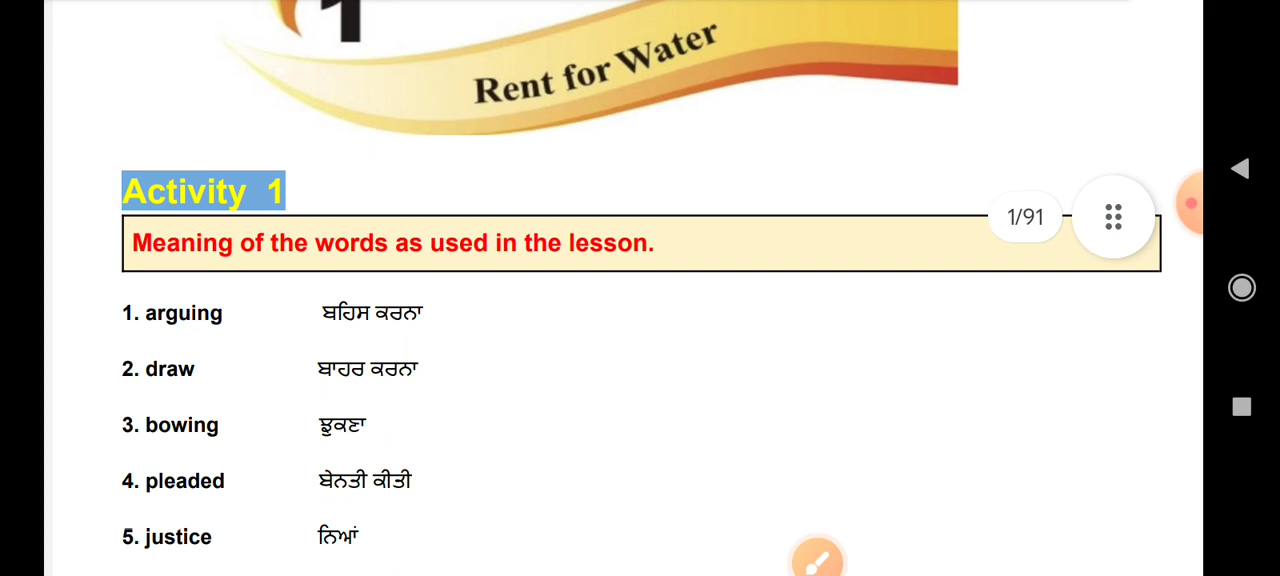 1
Rent for Water
Activity 1
1/91
Meaning of the words as used in the lesson.
1. arguing ਬਹਿਸ ਕਰਨਾ
2. draw ਬਾਹਰ ਕਰਨਾ
3. bowing ਝੁਕਣਾ
4. pleaded ਬੇਨਤੀ ਕੀਤੀ
5. justice ਨਿਆਂ